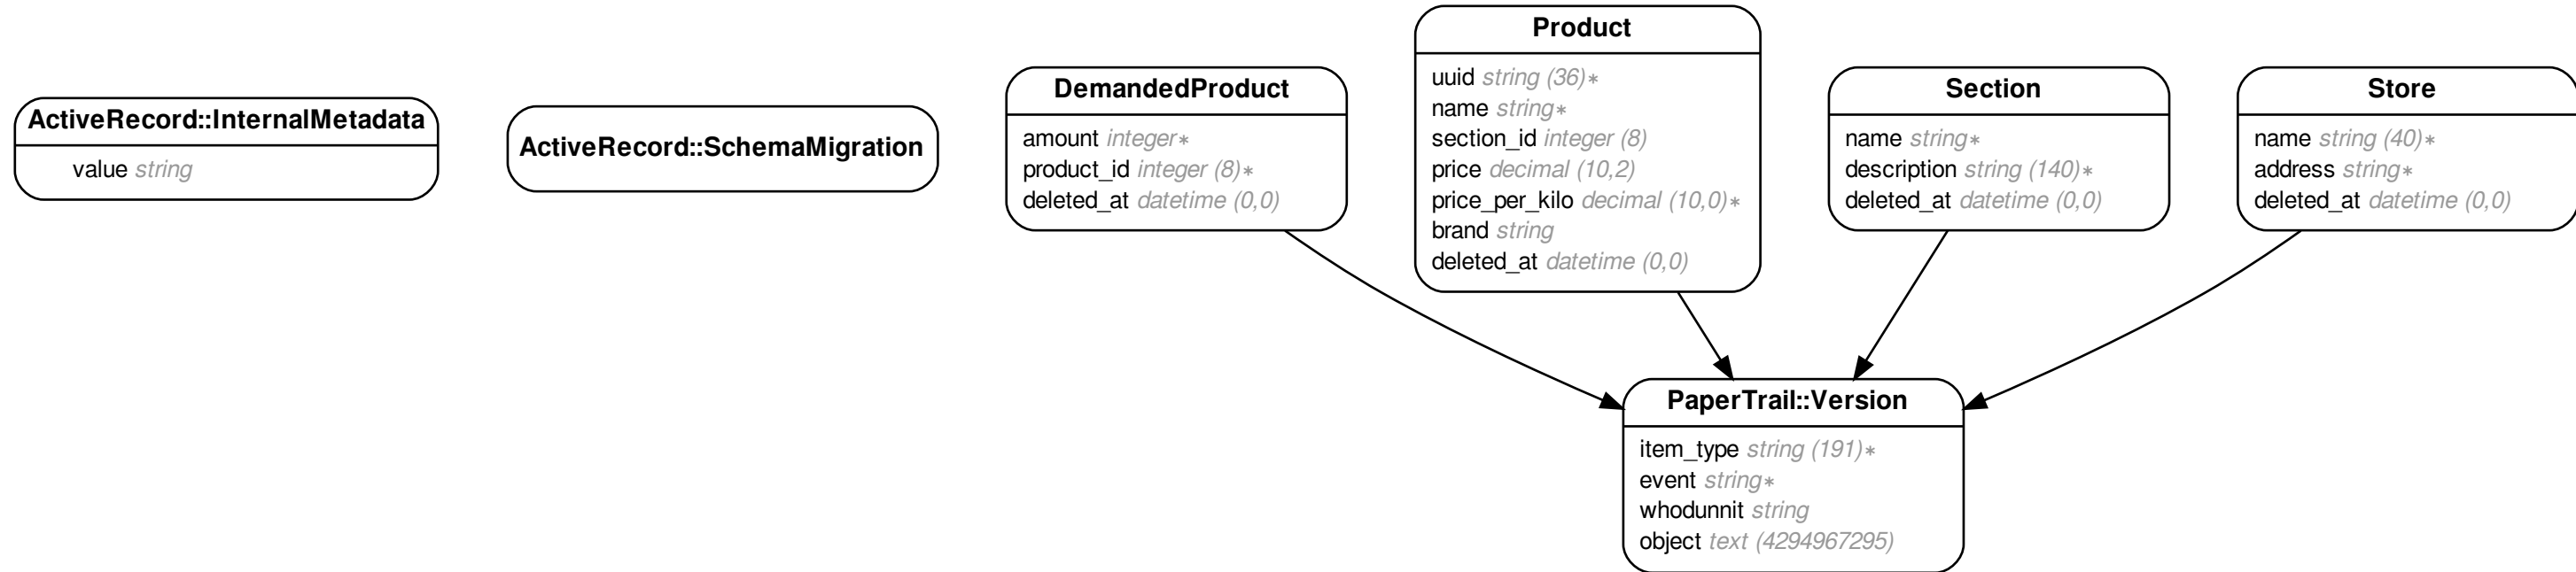 ActiveRecord::InternalMetadata
value string
ActiveRecord::SchemaMigration
DemandedProduct
amount integer*
product_id integer (8)*
deleted_at datetime (0,0)
Product
uuid string (36)*
name string*
section_id integer (8)
price decimal (10,2)
price_per_kilo decimal (10,0)*
brand string
deleted_at datetime (0,0)
Section
name string*
description string (140)*
deleted_at datetime (0,0)
Store
name string (40)*
address string*
deleted_at datetime (0,0)
PaperTrail::Version
item_type string (191)*
event string*
whodunnit string
object text (4294967295)